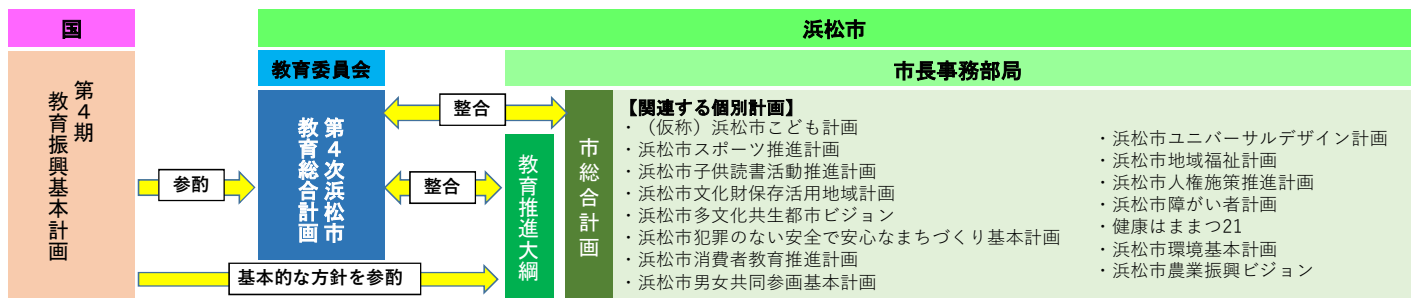 国
浜松市
教育委員会
市長事務部局
第４期
教育振興基本計画
参酌
基本的な方針を参酌
第４次浜松市
教育総合計画
整合
整合
教育推進大綱
市総合計画
【関連する個別計画】
・（仮称）浜松市こども計画
・浜松市スポーツ推進計画
・浜松市子供読書活動推進計画
・浜松市文化財保存活用地域計画
・浜松市多文化共生都市ビジョン
・浜松市犯罪のない安全で安心なまちづくり基本計画
・浜松市消費者教育推進計画
・浜松市男女共同参画基本計画
・浜松市ユニバーサルデザイン計画
・浜松市地域福祉計画
・浜松市人権施策推進計画
・浜松市障がい者計画
・健康はままつ21
・浜松市環境基本計画
・浜松市農業振興ビジョン